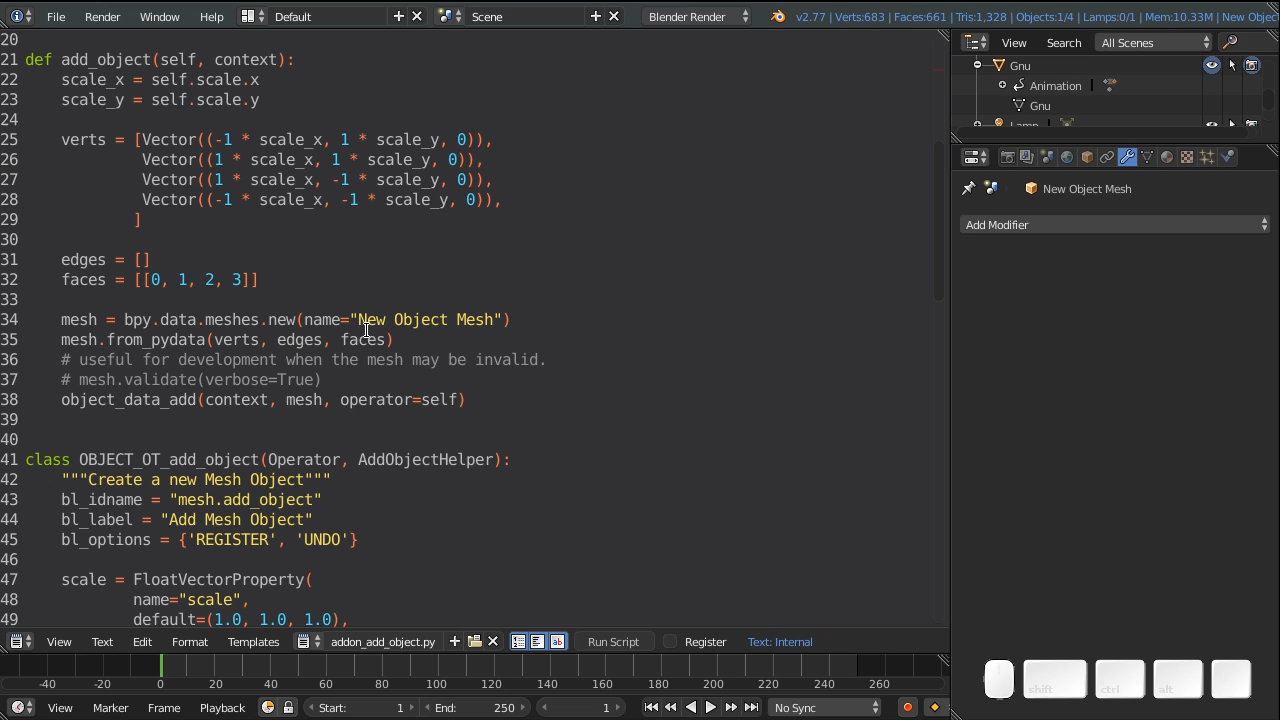 File Render Window Help Default Scene Blender Render v2.77 | Verts:683 | Faces:661 | Tris:1,328 | Objects:1/4 | Lamps:0/1 | Mem:10.33M | New Objec
View Search All Scenes
Gnu
Animation
Gnu
Lamp
New Object Mesh
Add Modifier
20
21 def add_object(self, context):
22 scale_x = self.scale.x
23 scale_y = self.scale.y
24
25 verts = [Vector((-1 * scale_x, 1 * scale_y, 0)),
26 Vector((1 * scale_x, 1 * scale_y, 0)),
27 Vector((1 * scale_x, -1 * scale_y, 0)),
28 Vector((-1 * scale_x, -1 * scale_y, 0)),
29 ]
30
31 edges = []
32 faces = [[0, 1, 2, 3]]
33
34 mesh = bpy.data.meshes.new(name="New Object Mesh")
35 mesh.from_pydata(verts, edges, faces)
36 # useful for development when the mesh may be invalid.
37 # mesh.validate(verbose=True)
38 object_data_add(context, mesh, operator=self)
39
40
41 class OBJECT_OT_add_object(Operator, AddObjectHelper):
42 """Create a new Mesh Object"""
43 bl_idname = "mesh.add_object"
44 bl_label = "Add Mesh Object"
45 bl_options = {'REGISTER', 'UNDO'}
46
47 scale = FloatVectorProperty(
48 name="scale",
49 default=(1.0, 1.0, 1.0),
View Text Edit Format Templates addon_add_object.py Run Script Register Text: Internal
-40 -20 0 20 40 60 80 100 120 140 160 180 200 220 240 260
View Marker Frame Playback Start: 1 End: 250 1 No Sync
shift ctrl alt